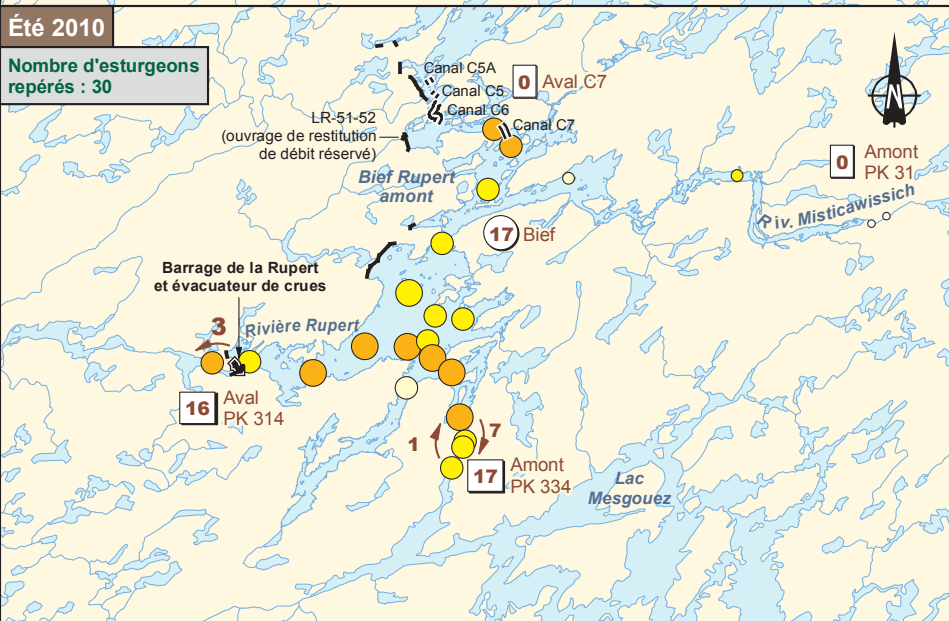 Été 2010
Nombre d'esturgeons
repérés : 30
Canal C5A
Canal C5
Canal C6
0 Aval C7
Canal C7
LR-51-52
(ouvrage de restitution
de débit réservé)
N
0 Amont
PK 31
Bief Rupert
amont
Riv. Misticawissich
17 Bief
Barrage de la Rupert
et évacuateur de crues
3
Rivière Rupert
16 Aval
PK 314
1
7
17 Amont
PK 334
Lac
Mesgouez